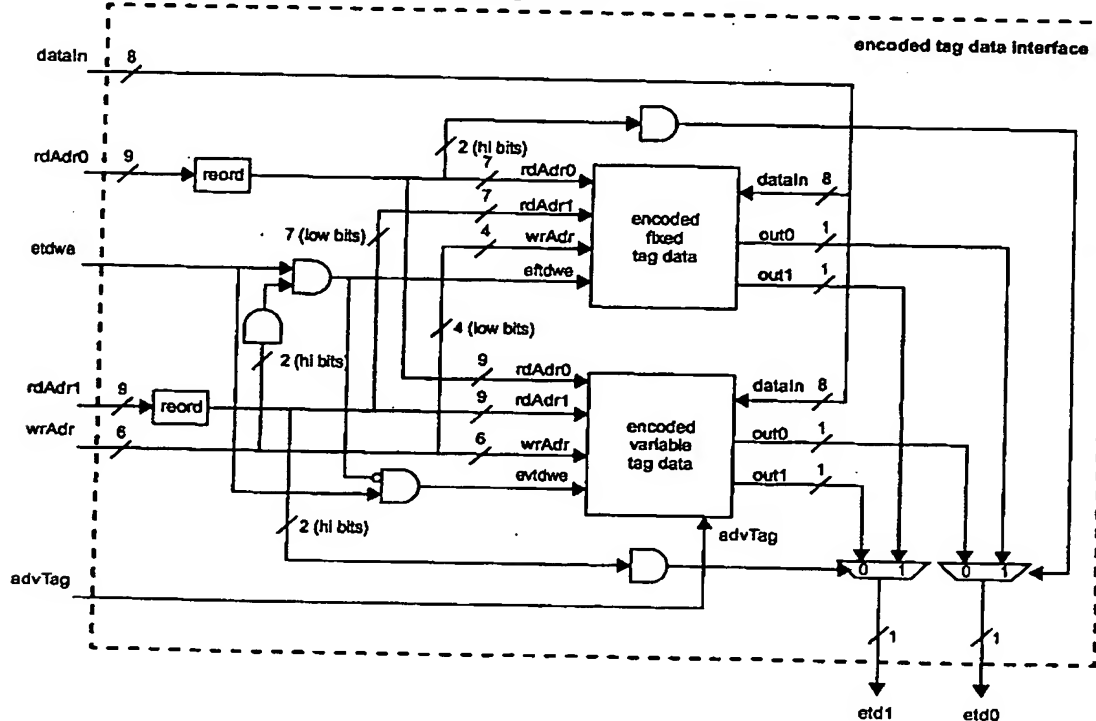 encoded tag data interface
dataIn
8
2 (hi bits)
rdAdr0
9
reord
7
rdAdr0
7
rdAdr1
4
wrAdr
eftdwe
encoded
fixed
tag data
dataIn
8
out0
1
out1
1
7 (low bits)
etdwe
4 (low bits)
2 (hi bits)
rdAdr1
9
reord
wrAdr
6
9
rdAdr0
9
rdAdr1
6
wrAdr
evtdwe
encoded
variable
tag data
dataIn
8
out0
1
out1
1
2 (hi bits)
advTag
advTag
0 1
0 1
1
1
etd1
etd0